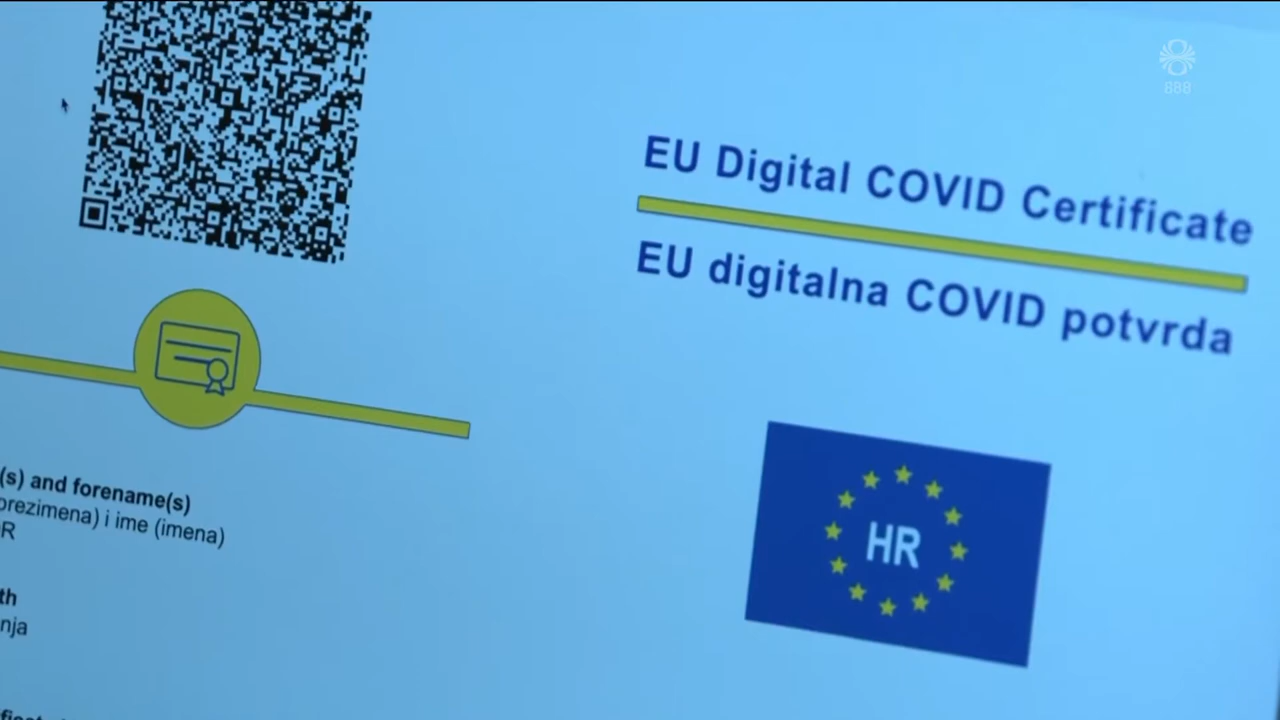 888
EU Digital COVID Certificate
EU digitalna COVID potvrda
HR
(s) and forename(s)
prezimena) i ime (imena)
R
th
nja